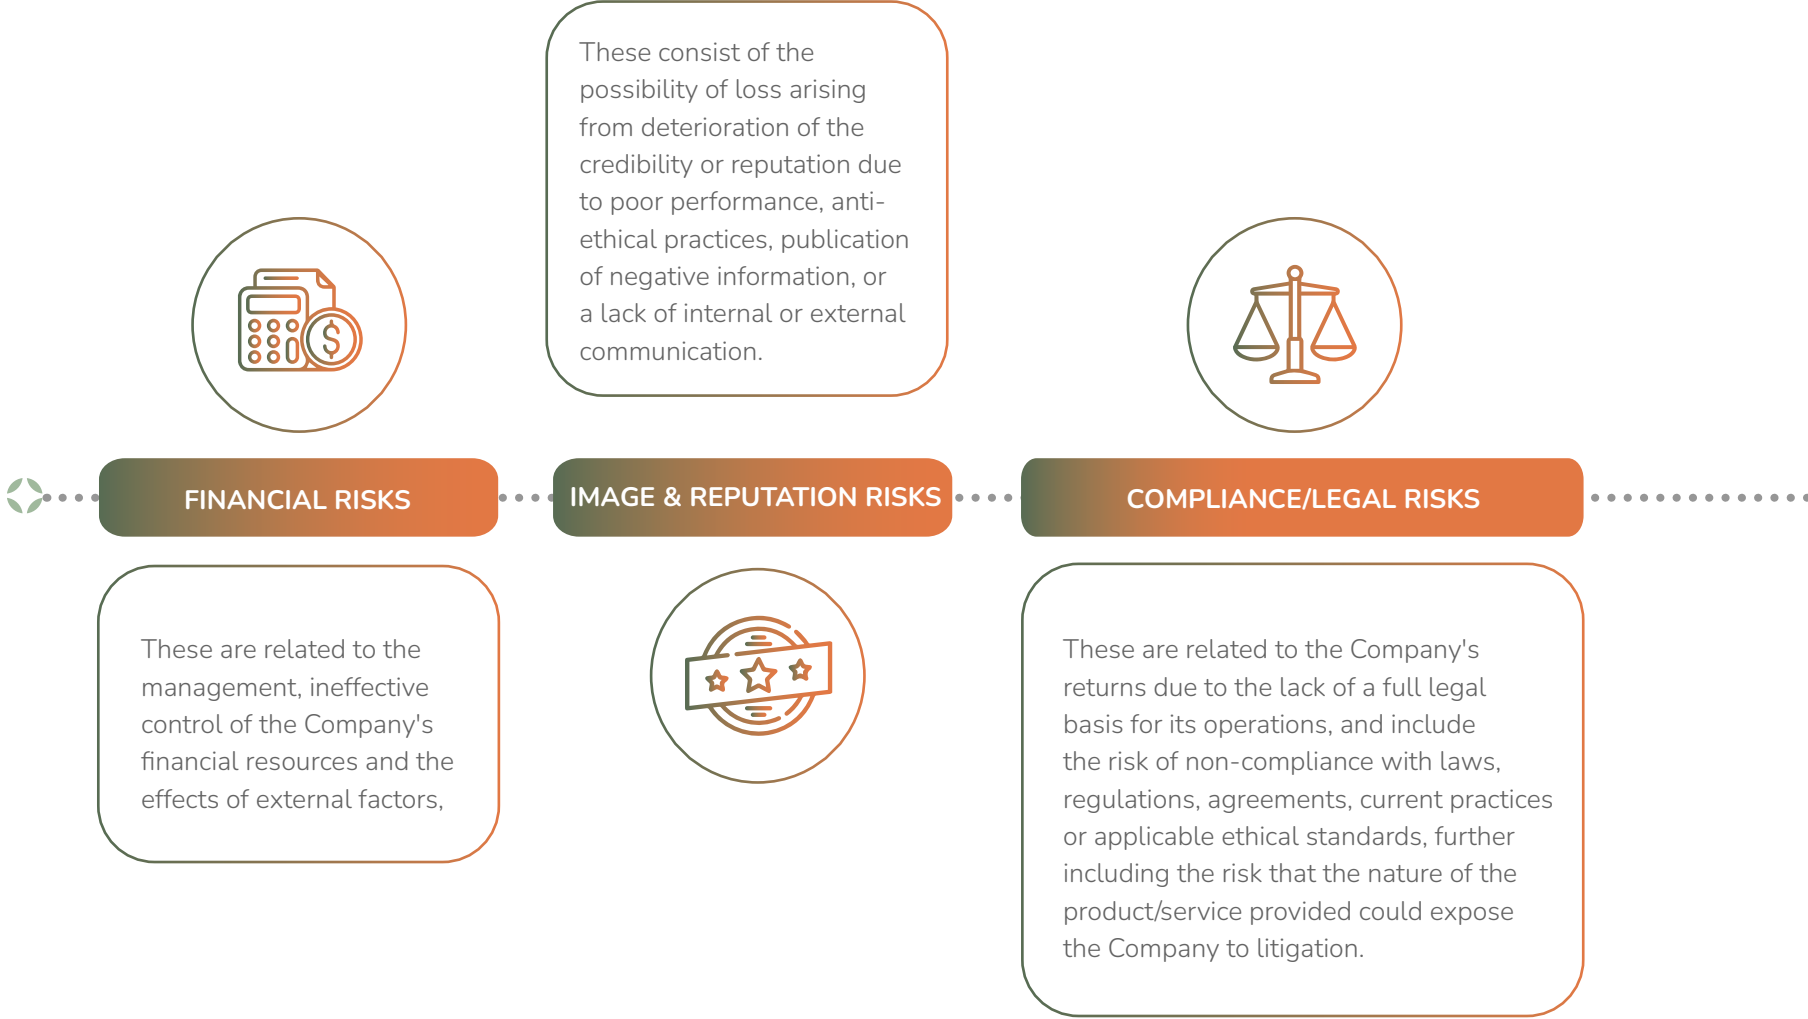 FINANCIAL RISKS
These are related to the
management, ineffective
control of the Company's
financial resources and the
effects of external factors,
These consist of the
possibility of loss arising
from deterioration of the
credibility or reputation due
to poor performance, anti-
ethical practices, publication
of negative information, or
a lack of internal or external
communication.
IMAGE & REPUTATION RISKS
COMPLIANCE/LEGAL RISKS
These are related to the Company's
returns due to the lack of a full legal
basis for its operations, and include
the risk of non-compliance with laws,
regulations, agreements, current practices
or applicable ethical standards, further
including the risk that the nature of the
product/service provided could expose
the Company to litigation.